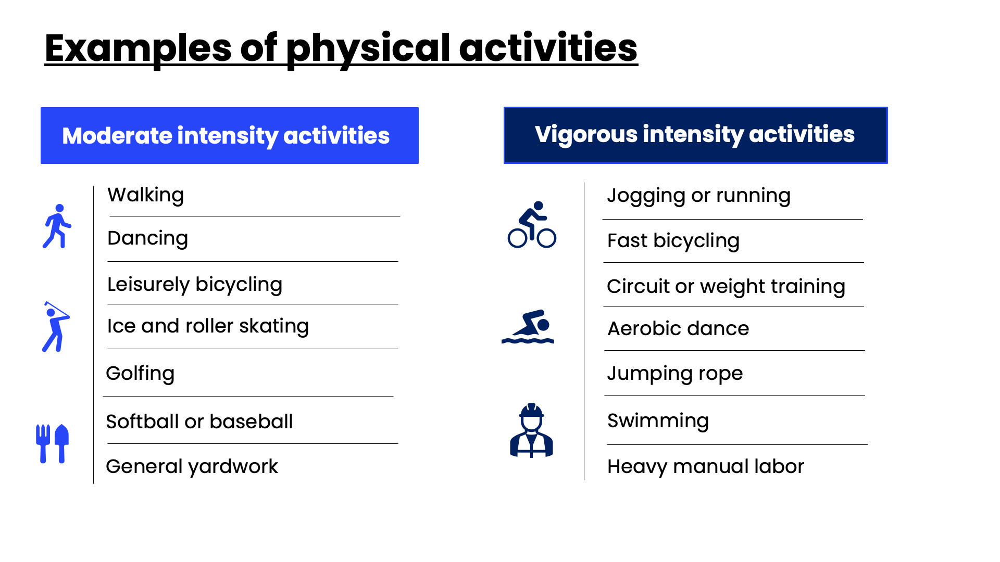 Examples of physical activities
Moderate intensity activities
Walking
Dancing
Leisurely bicycling
Ice and roller skating
Golfing
Softball or baseball
General yardwork
Vigorous intensity activities
Jogging or running
Fast bicycling
Circuit or weight training
Aerobic dance
Jumping rope
Swimming
Heavy manual labor